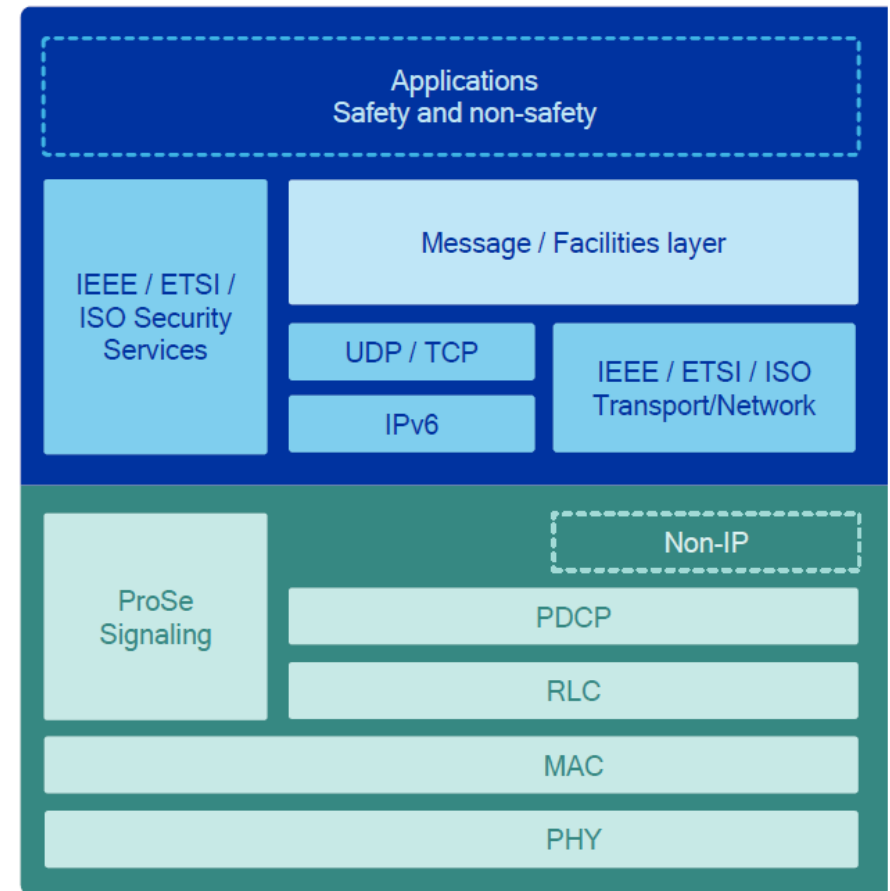 Applications
Safety and non-safety
IEEE / ETSI /
ISO Security
Services
Message / Facilities layer
UDP / TCP
IPv6
IEEE / ETSI / ISO
Transport/Network
ProSe
Signaling
Non-IP
PDCP
RLC
MAC
PHY